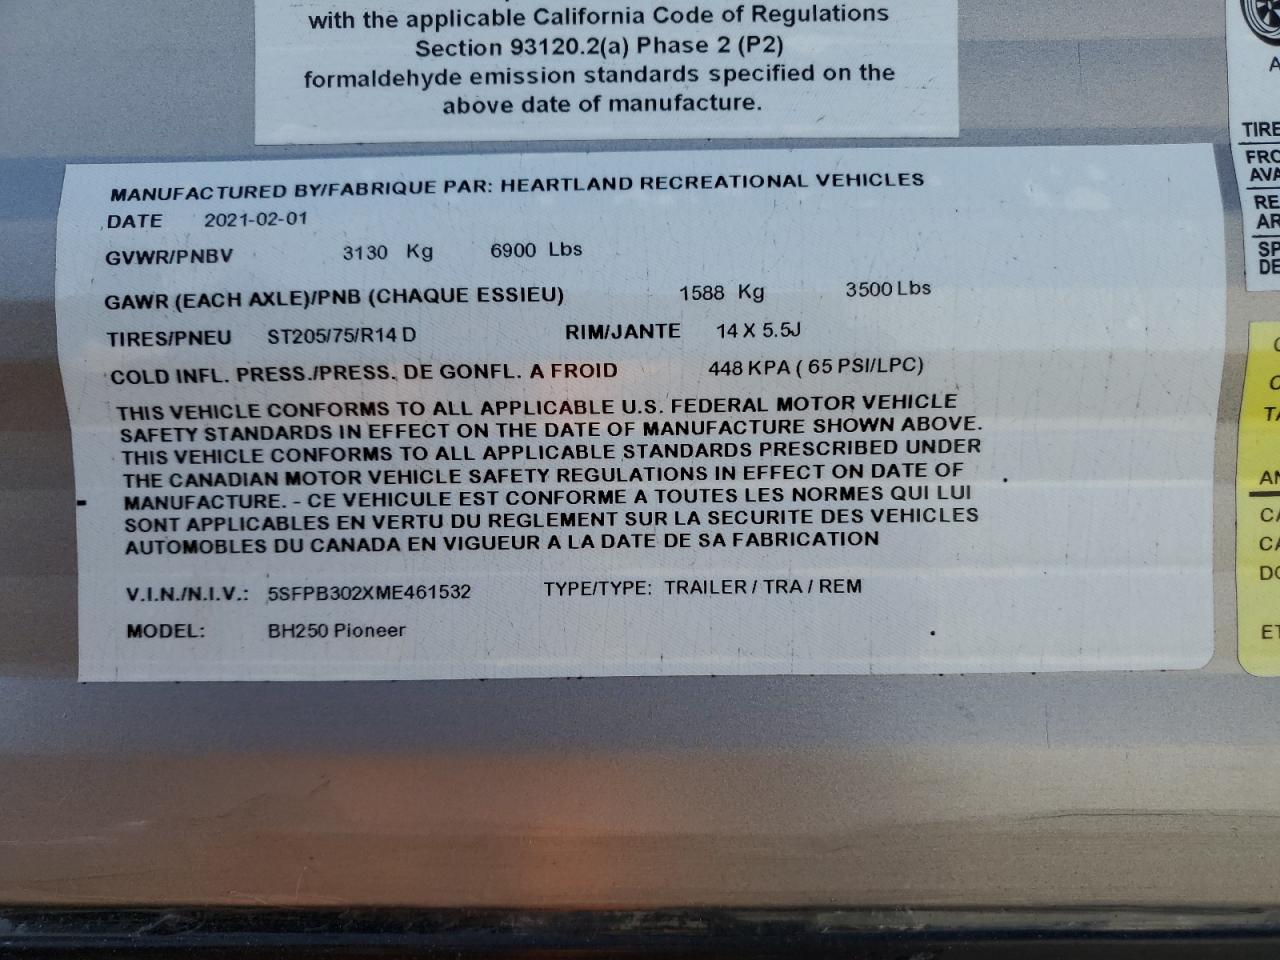 with the applicable California Code of Regulations
Section 93120.2(a) Phase 2 (P2)
formaldehyde emission standards specified on the
above date of manufacture.
MANUFACTURED BY/FABRIQUE PAR: HEARTLAND RECREATIONAL VEHICLES
DATE 2021-02-01
GVWR/PNBV 3130 Kg 6900 Lbs
GAWR (EACH AXLE)/PNB (CHAQUE ESSIEU) 1588 Kg 3500 Lbs
TIRES/PNEU ST205/75/R14 D RIM/JANTE 14 X 5.5J
COLD INFL. PRESS./PRESS. DE GONFL. A FROID 448 KPA ( 65 PSI/LPC)
THIS VEHICLE CONFORMS TO ALL APPLICABLE U.S. FEDERAL MOTOR VEHICLE
SAFETY STANDARDS IN EFFECT ON THE DATE OF MANUFACTURE SHOWN ABOVE.
THIS VEHICLE CONFORMS TO ALL APPLICABLE STANDARDS PRESCRIBED UNDER
THE CANADIAN MOTOR VEHICLE SAFETY REGULATIONS IN EFFECT ON DATE OF
MANUFACTURE. - CE VEHICULE EST CONFORME A TOUTES LES NORMES QUI LUI
SONT APPLICABLES EN VERTU DU REGLEMENT SUR LA SECURITE DES VEHICLES
AUTOMOBLES DU CANADA EN VIGUEUR A LA DATE DE SA FABRICATION
V.I.N./N.I.V.: 5SFPB302XME461532 TYPE/TYPE: TRAILER / TRA / REM
MODEL: BH250 Pioneer
TIRE
FRO
AVA
RE
AR
SP
DE